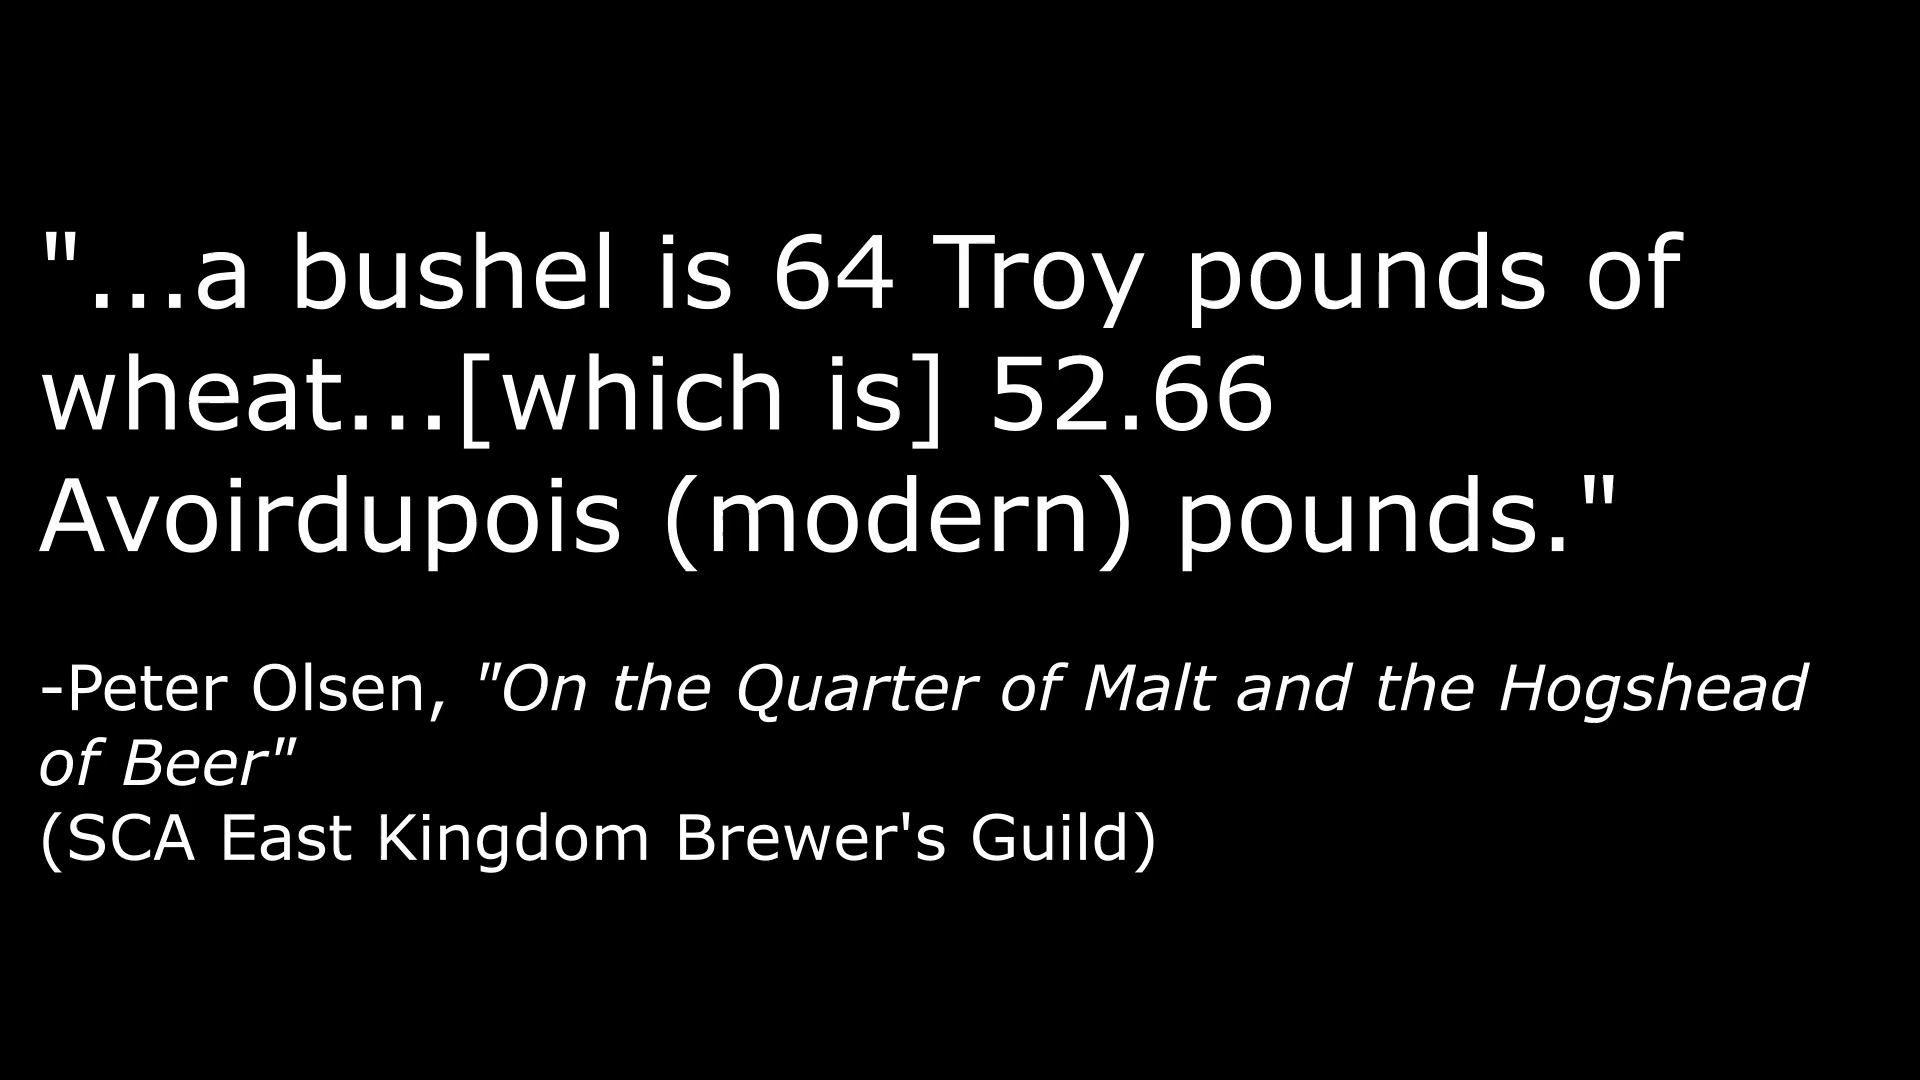 "...a bushel is 64 Troy pounds of
wheat...[which is] 52.66
Avoirdupois (modern) pounds."
-Peter Olsen, "On the Quarter of Malt and the Hogshead
of Beer"
(SCA East Kingdom Brewer's Guild)